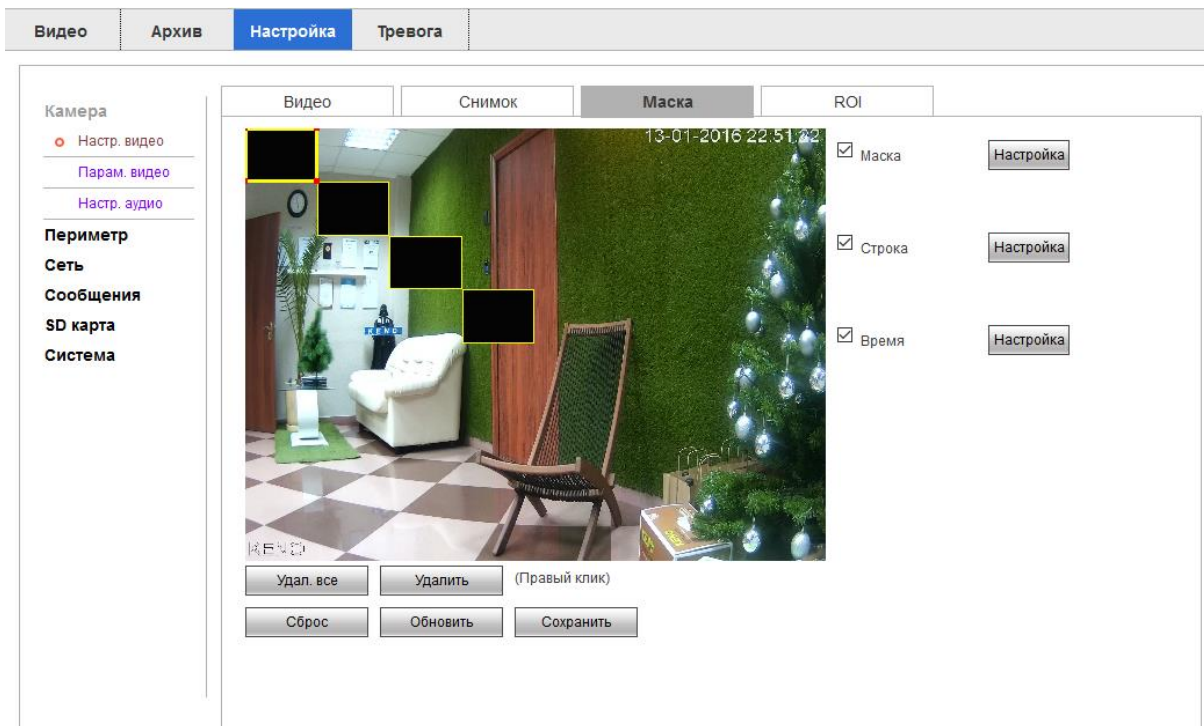 Видео Архив Настройка Тревога
Видео Снимок Маска ROI
Камера
Настр. видео
Парам. видео
Настр. аудио
Периметр
Сеть
Сообщения
SD карта
Система
13-01-2016 22:51:22
KENO
KENO
Маска Настройка
Строка Настройка
Время Настройка
Удал. все Удалить (Правый клик)
Сброс Обновить Сохранить